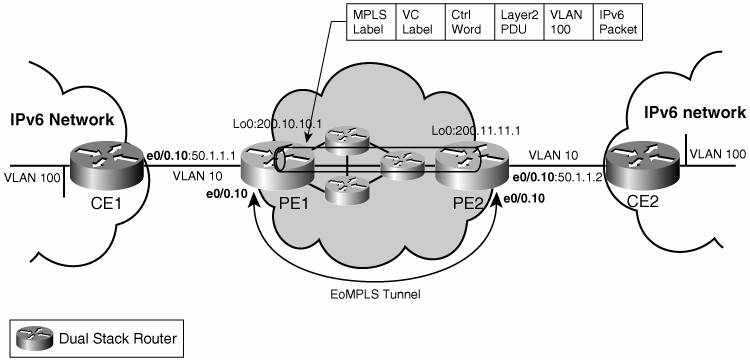 MPLS Label
VC Label
Ctrl Word
Layer2 PDU
VLAN 100
IPv6 Packet
IPv6 Network
IPv6 network
Lo0:200.10.10.1
Lo0:200.11.11.1
e0/0.10:50.1.1.1
VLAN 10
VLAN 100
VLAN 100
VLAN 10
e0/0.10:50.1.1.2
e0/0.10
e0/0.10
CE1
PE1
PE2
CE2
EoMPLS Tunnel
Dual Stack Router